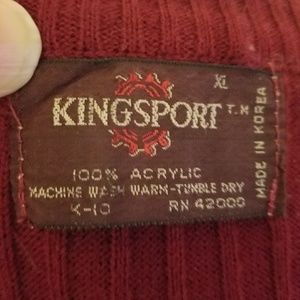 XL
KINGSPORT T.M
MADE IN KOREA
100% ACRYLIC
MACHINE WASH WARM-TUMBLE DRY
K-10 RN 42000